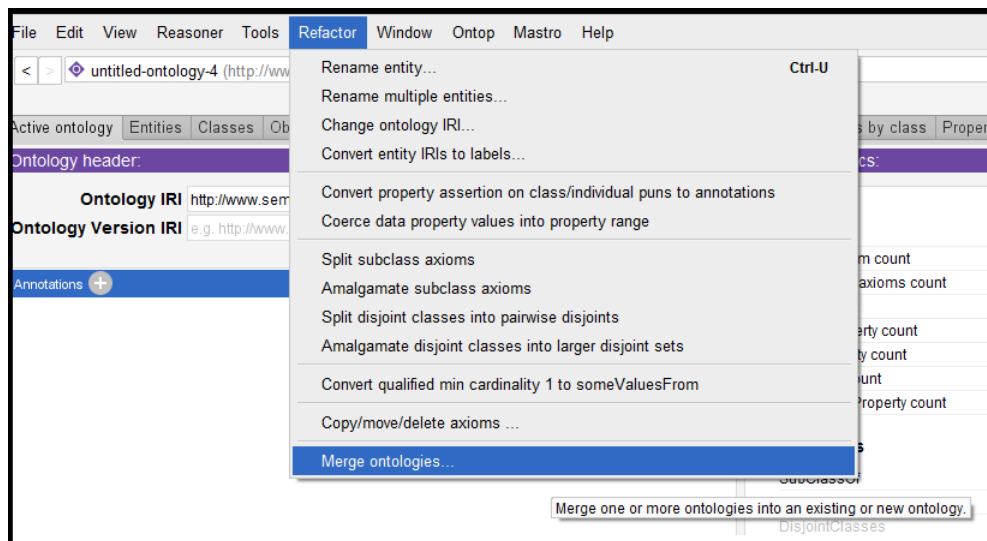 File Edit View Reasoner Tools Refactor Window Ontop Mastro Help
< > untitled-ontology-4 (http://ww
Rename entity... Ctrl-U
Rename multiple entities...
Active ontology Entities Classes Ob
Change ontology IRI...
s by class Proper
Ontology header:
Convert entity IRIs to labels...
cs:
Ontology IRI http://www.sem
Convert property assertion on class/individual puns to annotations
Ontology Version IRI e.g. http://www.
Coerce data property values into property range
Split subclass axioms
m count
Annotations
Amalgamate subclass axioms
axioms count
Split disjoint classes into pairwise disjoints
erty count
Amalgamate disjoint classes into larger disjoint sets
ty count
Convert qualified min cardinality 1 to someValuesFrom
unt
Property count
Copy/move/delete axioms ...
s
Merge ontologies...
SubClassOf
Merge one or more ontologies into an existing or new ontology.
DisjointClasses